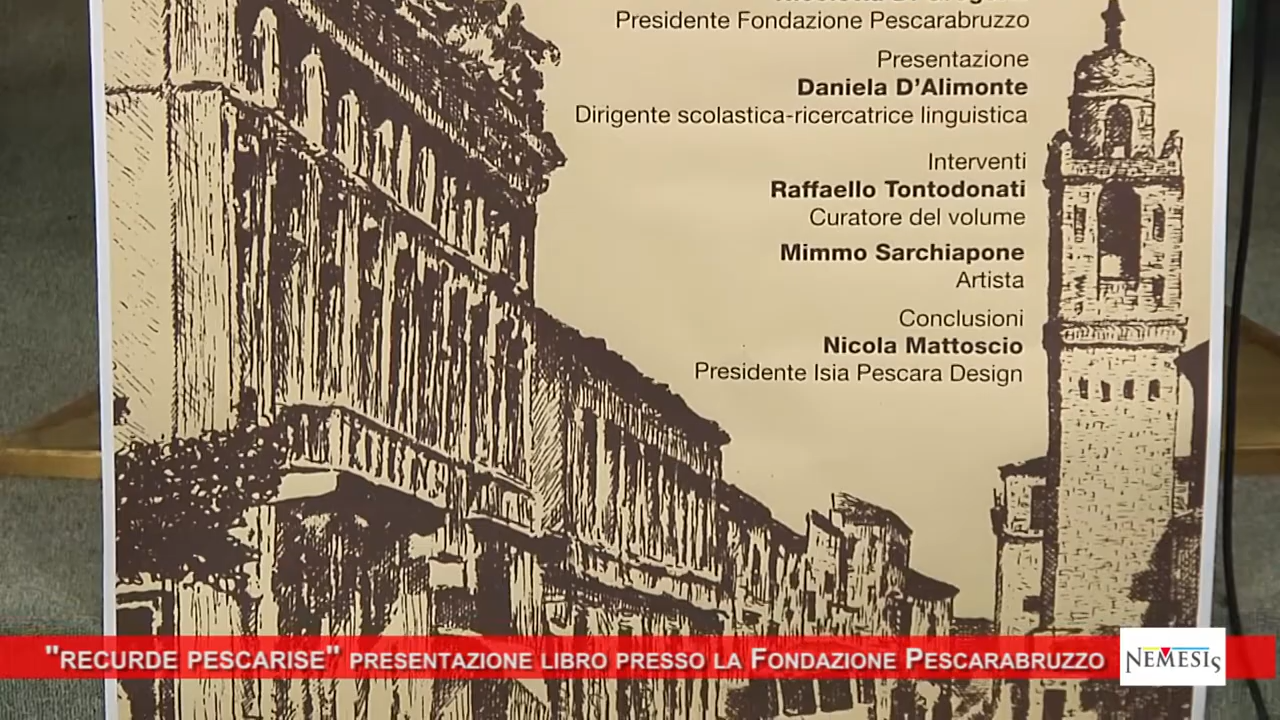 Presidente Fondazione Pescarabruzzo
Presentazione
Daniela D'Alimonte
Dirigente scolastica-ricercatrice linguistica
Interventi
Raffaello Tontodonati
Curatore del volume
Mimmo Sarchiapone
Artista
Conclusioni
Nicola Mattoscio
Presidente Isia Pescara Design
"RECURDE PESCARISE" PRESENTAZIONE LIBRO PRESSO LA FONDAZIONE PESCARABRUZZO
NEMESIS